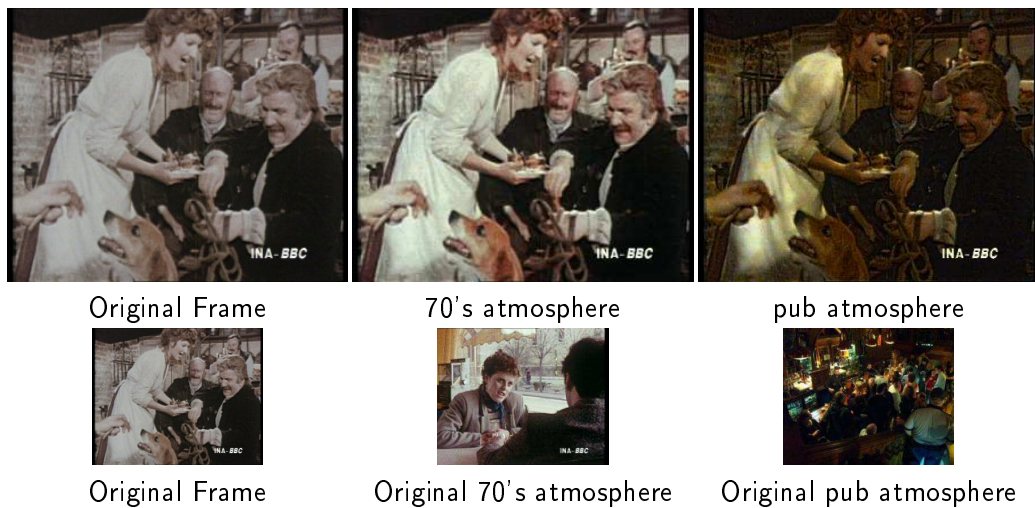 INA-BBC INA-BBC INA-BBC
Original Frame 70's atmosphere pub atmosphere
INA-BBC INA-BBC
Original Frame Original 70's atmosphere Original pub atmosphere